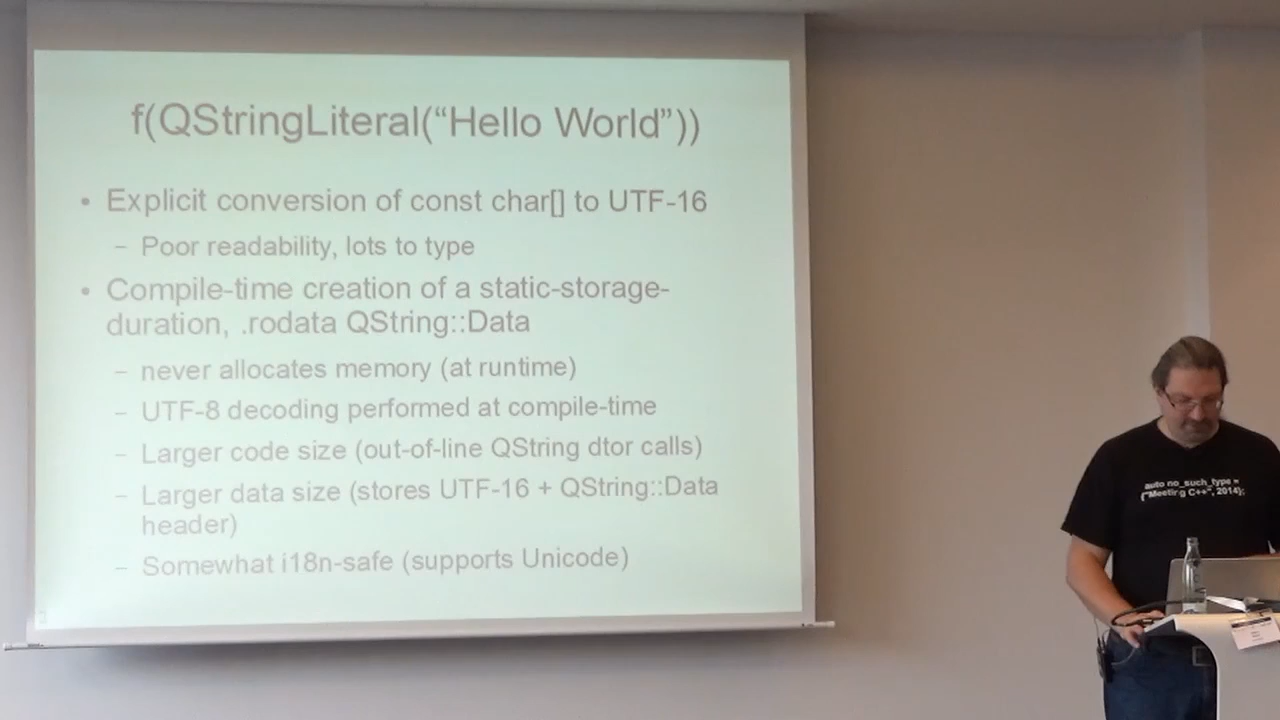 f(QStringLiteral(“Hello World”))
• Explicit conversion of const char[] to UTF-16
– Poor readability, lots to type
• Compile-time creation of a static-storage-
duration, .rodata QString::Data
– never allocates memory (at runtime)
– UTF-8 decoding performed at compile-time
– Larger code size (out-of-line QString dtor calls)
– Larger data size (stores UTF-16 + QString::Data
header)
– Somewhat i18n-safe (supports Unicode)
auto no_such_type =
{"Meeting C++", 2014};